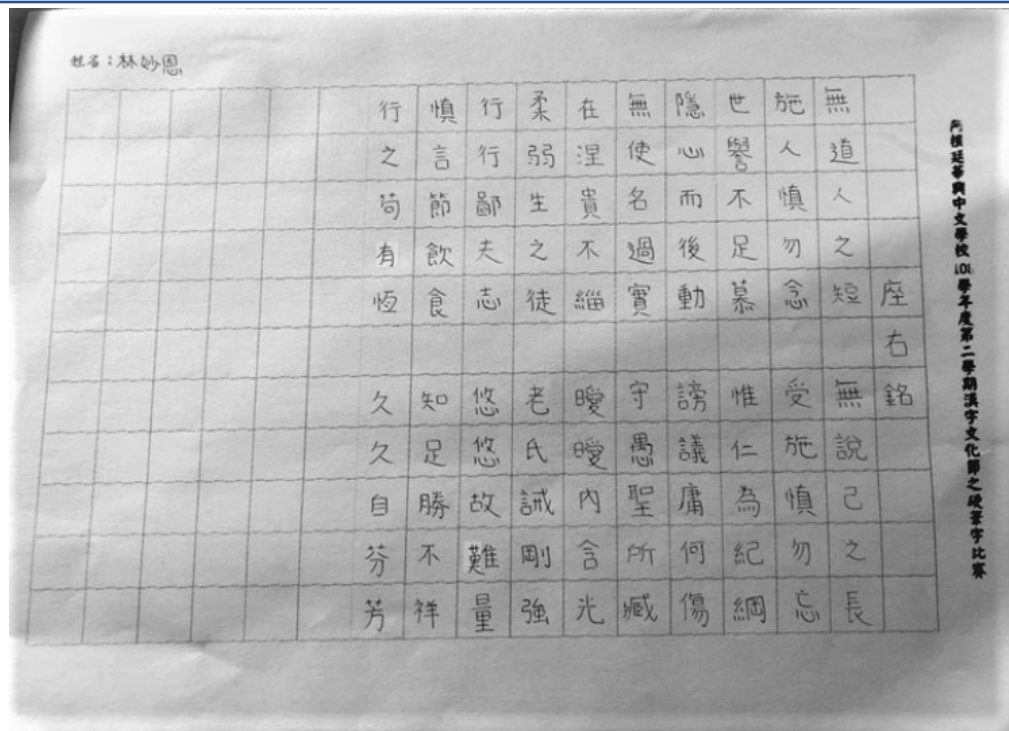 阿根廷華興中文學校101學年度第二學期漢字文化節之硬筆字比賽
姓名：林妙恩
座右銘
無道人之短 無說己之長
施人慎勿念 受施慎勿忘
世譽不足慕 惟仁為紀綱
隱心而後動 謗議庸何傷
無使名過實 守愚聖所臧
在涅貴不緇 曖曖內含光
柔弱生之徒 老氏誡剛強
行行鄙夫志 悠悠故難量
慎言節飲食 知足勝不祥
行之苟有恆 久久自芬芳